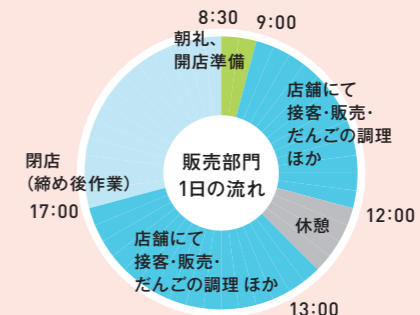 販売部門
1日の流れ
8:30
朝礼、
開店準備
9:00
店舗にて
接客・販売・
だんごの調理
ほか
12:00
休憩
13:00
店舗にて
接客・販売・
だんごの調理 ほか
17:00
閉店
（締め後作業）